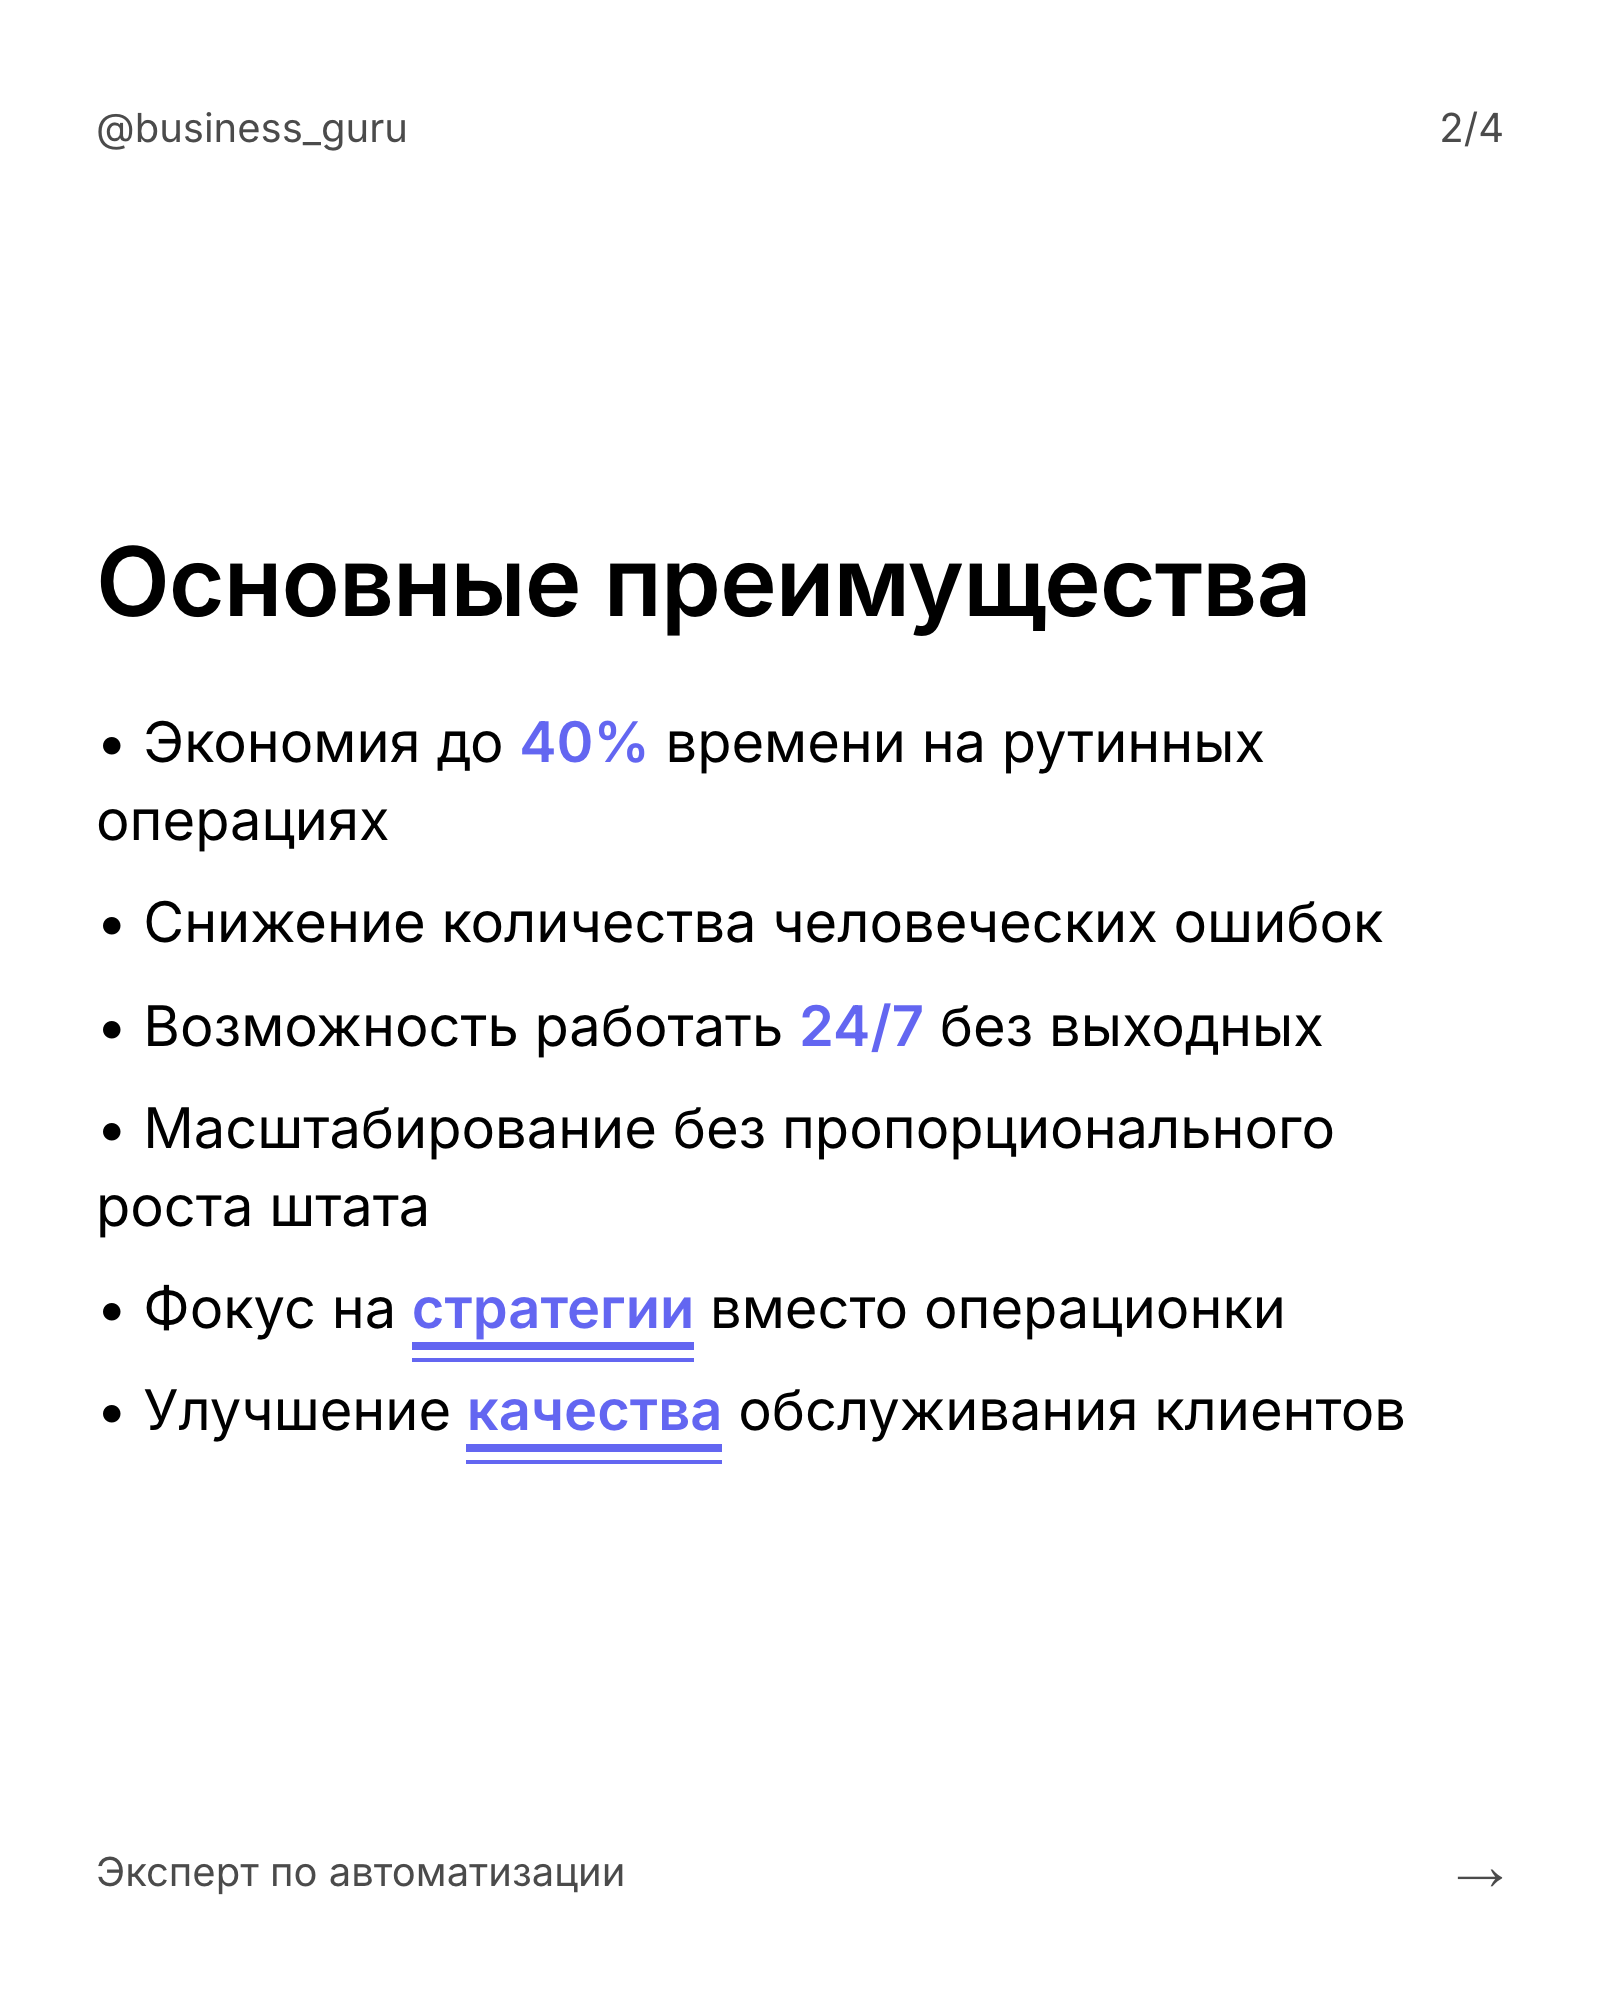 @business_guru
2/4
Основные преимущества
• Экономия до 40% времени на рутинных
операциях
• Снижение количества человеческих ошибок
• Возможность работать 24/7 без выходных
• Масштабирование без пропорционального
роста штата
• Фокус на стратегии вместо операционки
• Улучшение качества обслуживания клиентов
Эксперт по автоматизации
→